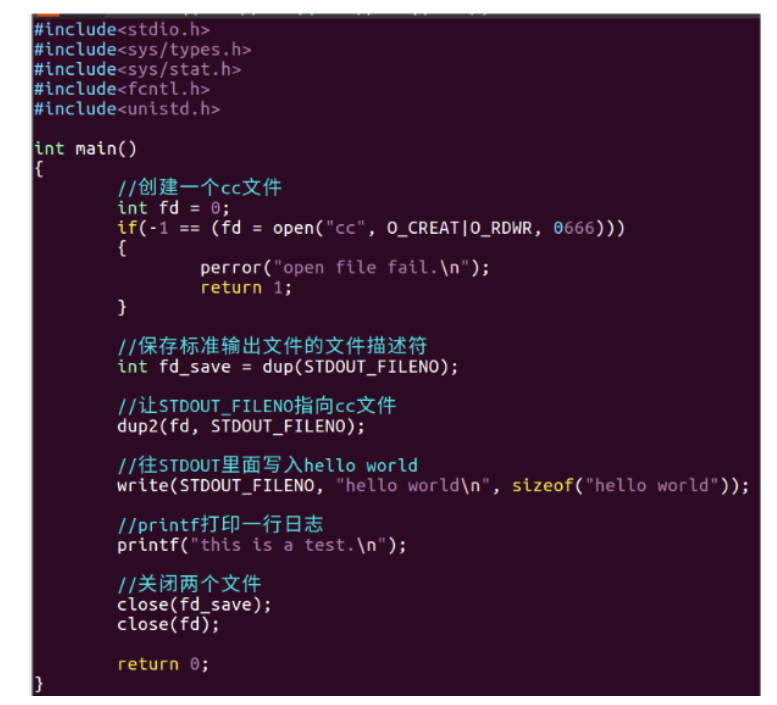 #include<stdio.h>
#include<sys/types.h>
#include<sys/stat.h>
#include<fcntl.h>
#include<unistd.h>

int main()
{
        //创建一个cc文件
        int fd = 0;
        if(-1 == (fd = open("cc", O_CREAT|O_RDWR, 0666)))
        {
                perror("open file fail.\n");
                return 1;
        }

        //保存标准输出文件的文件描述符
        int fd_save = dup(STDOUT_FILENO);

        //让STDOUT_FILENO指向cc文件
        dup2(fd, STDOUT_FILENO);

        //往STDOUT里面写入hello world
        write(STDOUT_FILENO, "hello world\n", sizeof("hello world"));

        //printf打印一行日志
        printf("this is a test.\n");

        //关闭两个文件
        close(fd_save);
        close(fd);

        return 0;
}